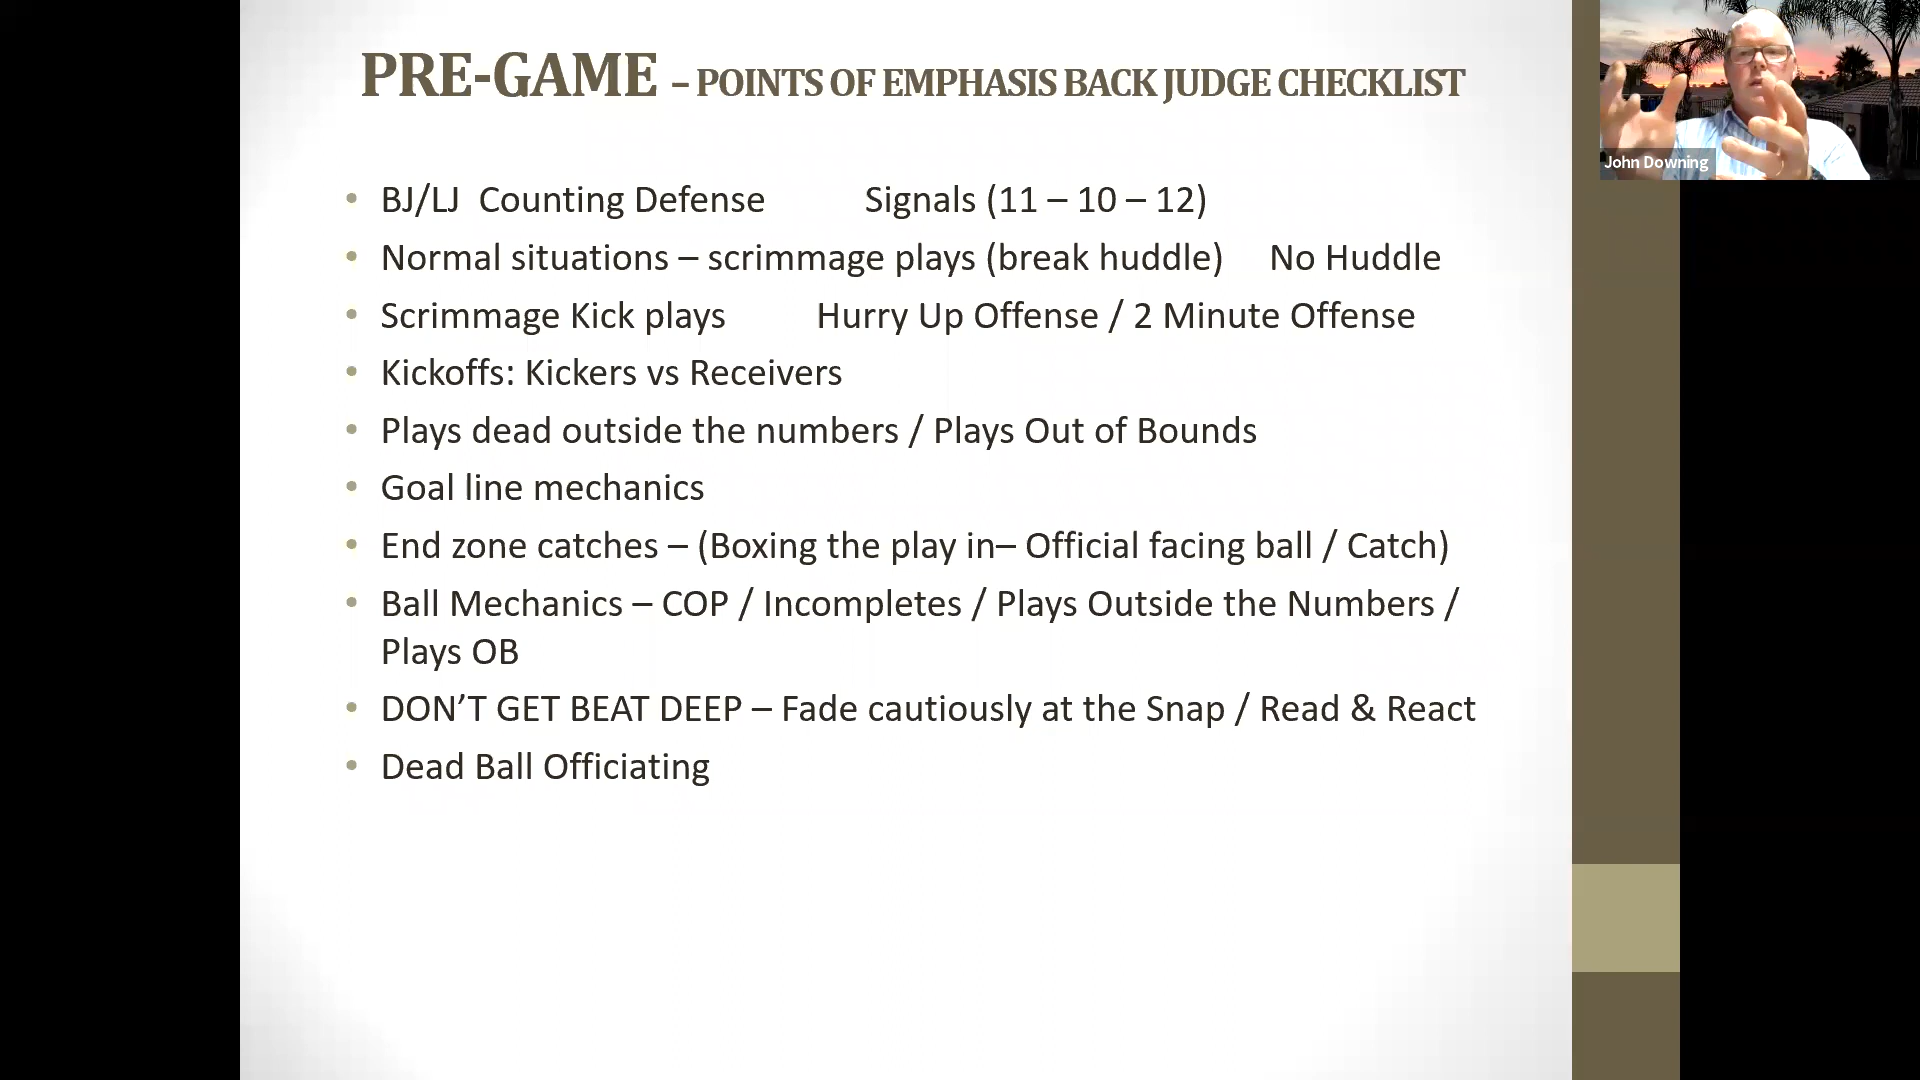 PRE-GAME – POINTS OF EMPHASIS BACK JUDGE CHECKLIST
John Downing
• BJ/LJ Counting Defense Signals (11 – 10 – 12)
• Normal situations – scrimmage plays (break huddle) No Huddle
• Scrimmage Kick plays Hurry Up Offense / 2 Minute Offense
• Kickoffs: Kickers vs Receivers
• Plays dead outside the numbers / Plays Out of Bounds
• Goal line mechanics
• End zone catches – (Boxing the play in– Official facing ball / Catch)
• Ball Mechanics – COP / Incompletes / Plays Outside the Numbers /
Plays OB
• DON’T GET BEAT DEEP – Fade cautiously at the Snap / Read & React
• Dead Ball Officiating